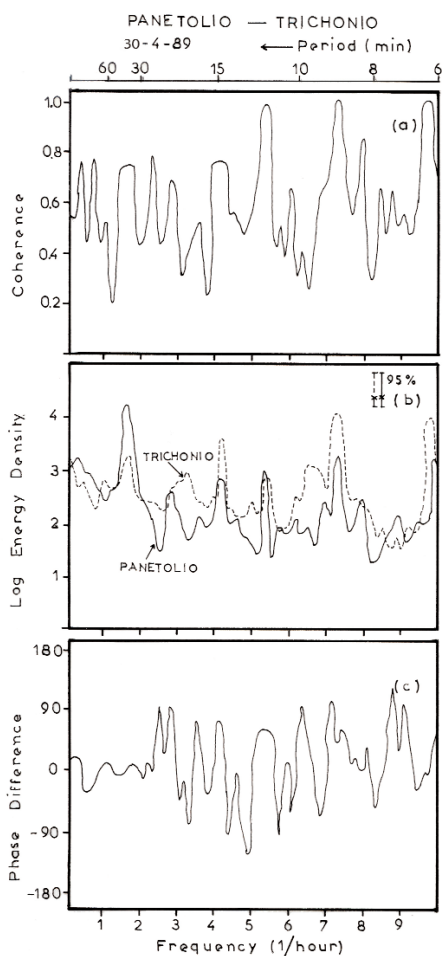 PANETOLIO — TRICHONIO
30-4-89 ← Period (min)
60 30 15 10 8 6
Coherence
1.0
0.8
0.6
0.4
0.2
(a)
Log Energy Density
4
3
2
1
95%
(b)
TRICHONIO
PANETOLIO
Phase Difference
180
90
0
-90
-180
(c)
1 2 3 4 5 6 7 8 9
Frequency (1/hour)